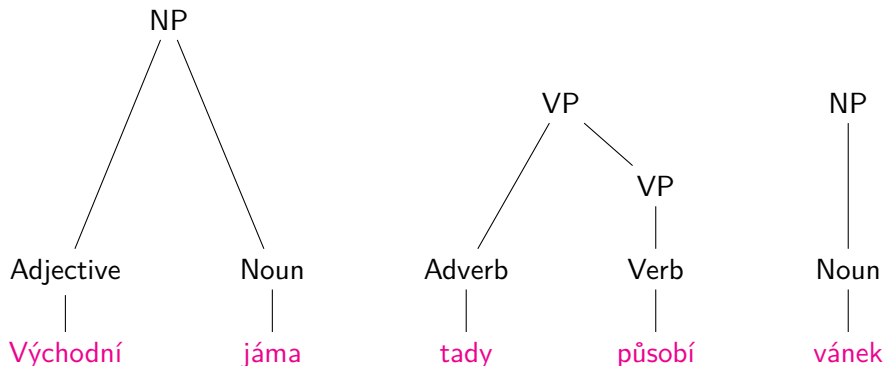 NP
VP NP
VP
Adjective Noun Adverb Verb Noun
Východní jáma tady působí vánek